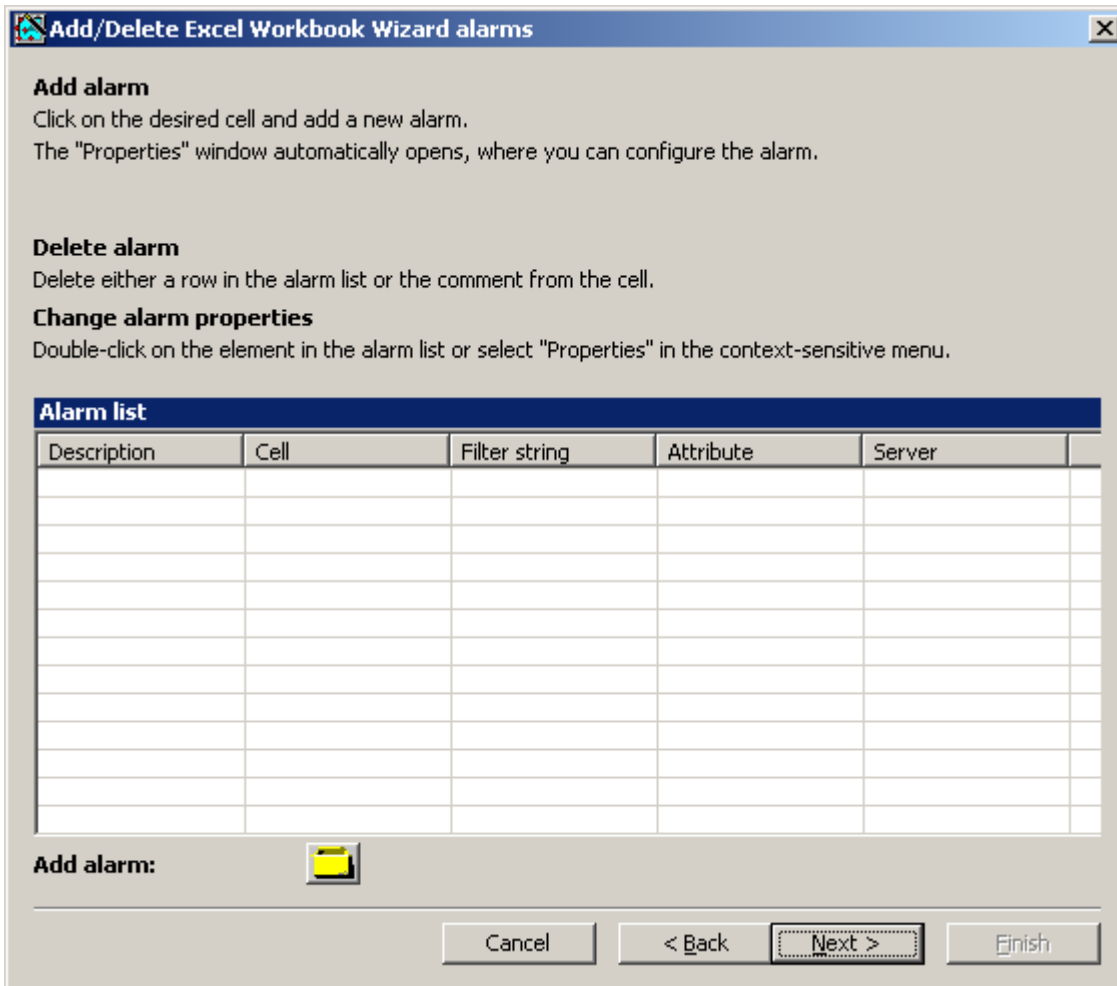 Add/Delete Excel Workbook Wizard alarms
Add alarm
Click on the desired cell and add a new alarm.
The "Properties" window automatically opens, where you can configure the alarm.
Delete alarm
Delete either a row in the alarm list or the comment from the cell.
Change alarm properties
Double-click on the element in the alarm list or select "Properties" in the context-sensitive menu.
Alarm list
Description Cell Filter string Attribute Server
Add alarm:
Cancel < Back Next > Finish